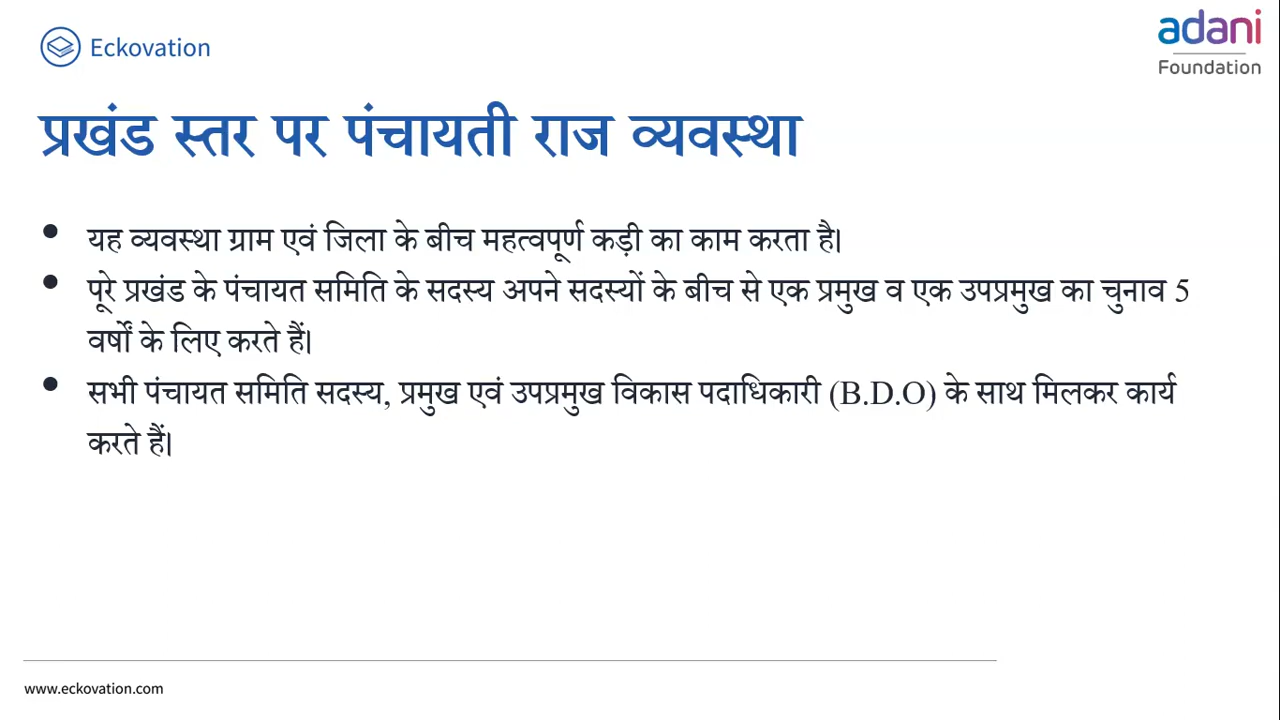 Eckovation
adani
Foundation
प्रखंड स्तर पर पंचायती राज व्यवस्था
• यह व्यवस्था ग्राम एवं जिला के बीच महत्वपूर्ण कड़ी का काम करता है।
• पूरे प्रखंड के पंचायत समिति के सदस्य अपने सदस्यों के बीच से एक प्रमुख व एक उपप्रमुख का चुनाव 5
वर्षों के लिए करते हैं।
• सभी पंचायत समिति सदस्य, प्रमुख एवं उपप्रमुख विकास पदाधिकारी (B.D.O) के साथ मिलकर कार्य
करते हैं।
www.eckovation.com